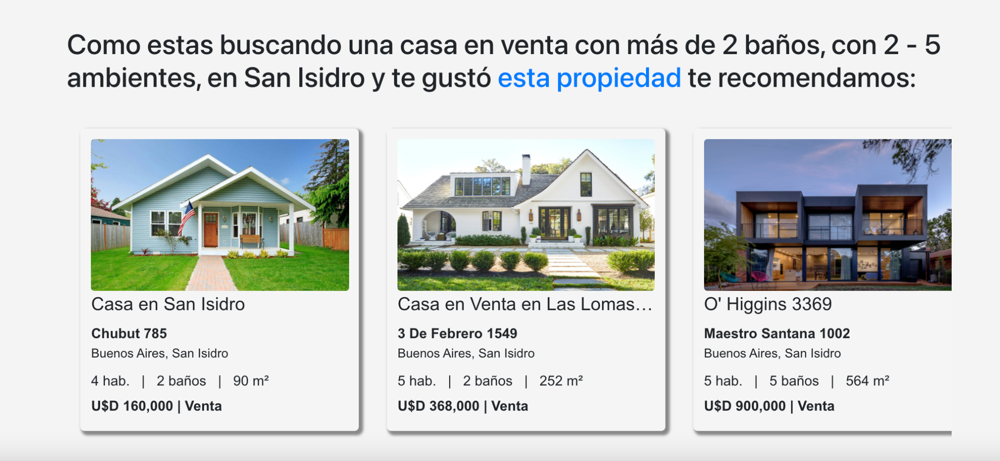 Como estas buscando una casa en venta con más de 2 baños, con 2 - 5
ambientes, en San Isidro y te gustó esta propiedad te recomendamos:
Casa en San Isidro
Chubut 785
Buenos Aires, San Isidro
4 hab. | 2 baños | 90 m²
U$D 160,000 | Venta
Casa en Venta en Las Lomas…
3 De Febrero 1549
Buenos Aires, San Isidro
5 hab. | 2 baños | 252 m²
U$D 368,000 | Venta
O' Higgins 3369
Maestro Santana 1002
Buenos Aires, San Isidro
5 hab. | 5 baños | 564 m²
U$D 900,000 | Venta